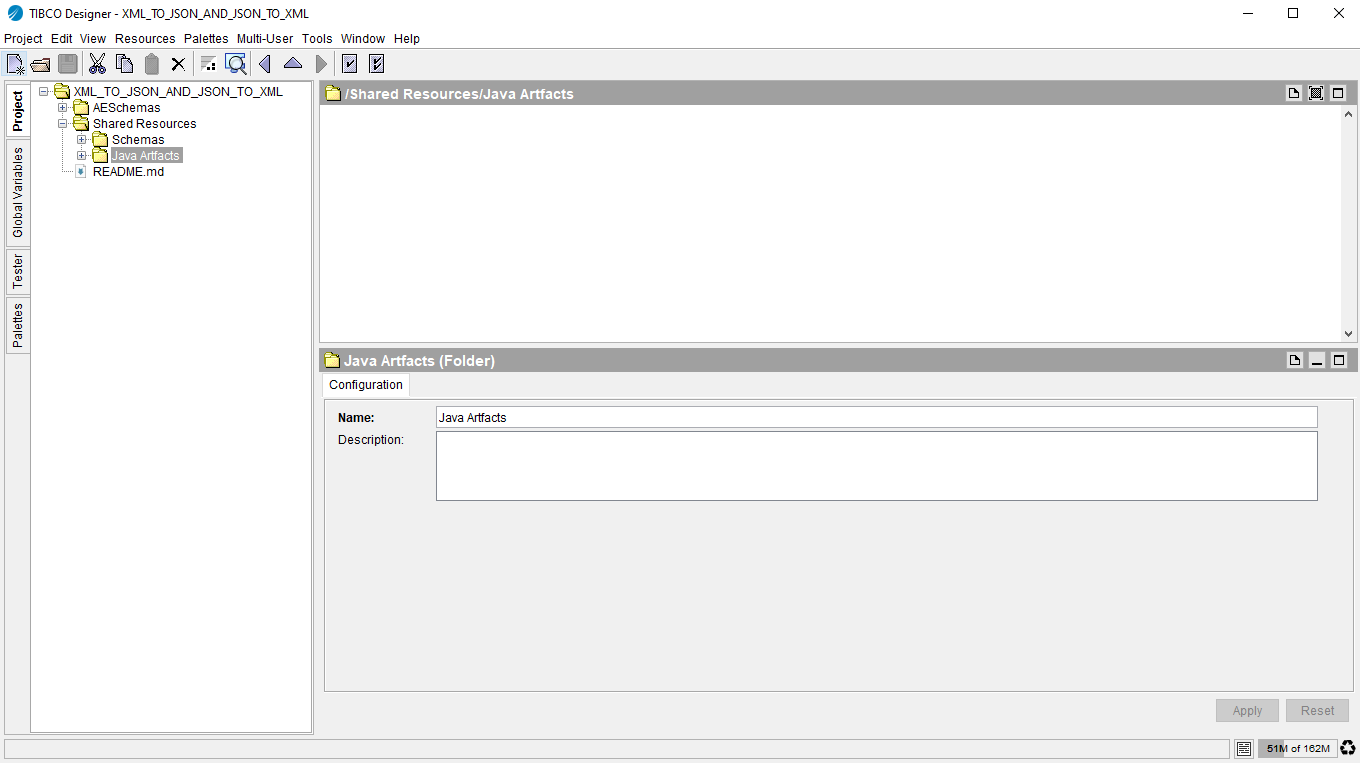 TIBCO Designer - XML_TO_JSON_AND_JSON_TO_XML
Project Edit View Resources Palettes Multi-User Tools Window Help
Project
Global Variables
Tester
Palettes
XML_TO_JSON_AND_JSON_TO_XML
AESchemas
Shared Resources
Schemas
Java Artfacts
README.md
/Shared Resources/Java Artfacts
Java Artfacts (Folder)
Configuration
Name: Java Artfacts
Description:
Apply Reset
51M of 162M